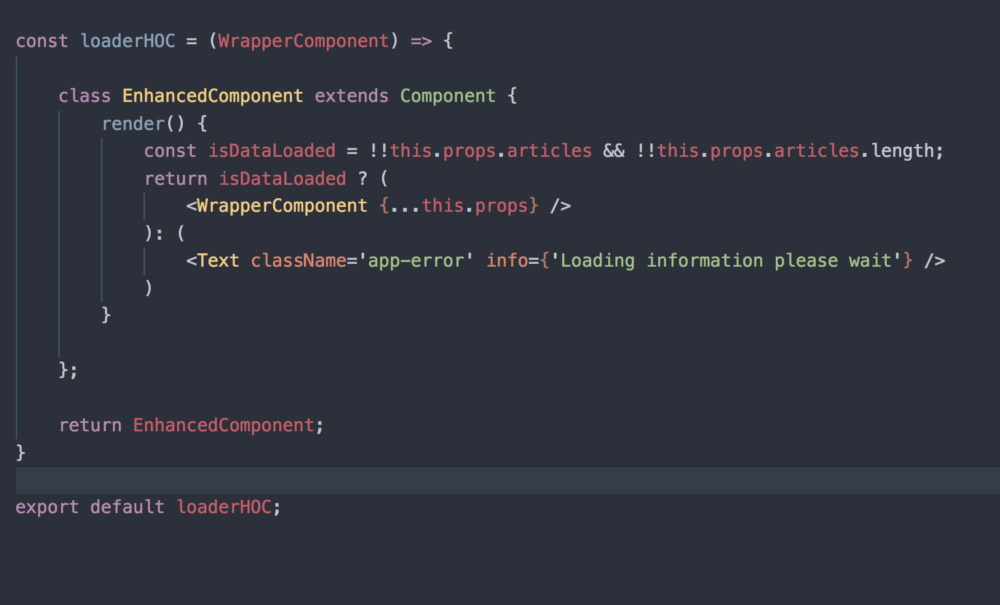 const loaderHOC = (WrapperComponent) => {
class EnhancedComponent extends Component {
render() {
const isDataLoaded = !!this.props.articles && !!this.props.articles.length;
return isDataLoaded ? (
<WrapperComponent {...this.props} />
): (
<Text className='app-error' info={'Loading information please wait'} />
)
}
};
return EnhancedComponent;
}
export default loaderHOC;